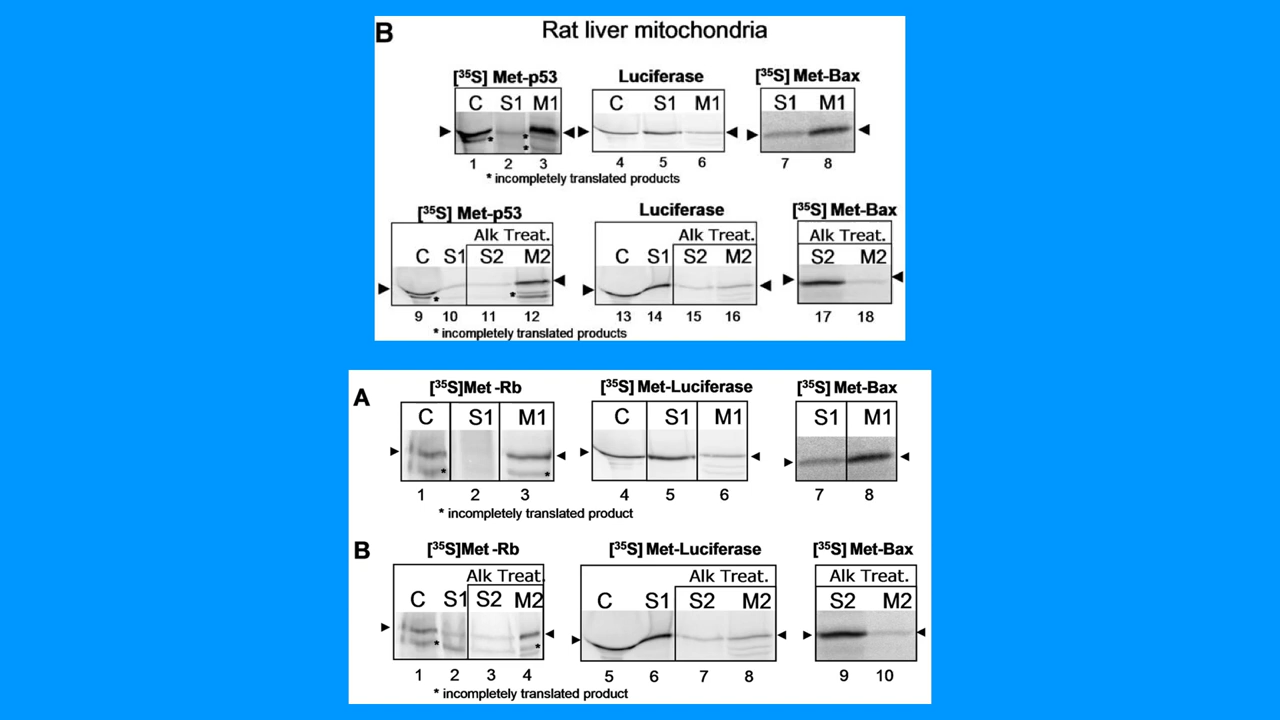 B Rat liver mitochondria
[³⁵S] Met-p53 Luciferase [³⁵S] Met-Bax
C S1 M1 C S1 M1 S1 M1
* * *
1 2 3 4 5 6 7 8
* incompletely translated products
[³⁵S] Met-p53 Luciferase [³⁵S] Met-Bax
Alk Treat. Alk Treat. Alk Treat.
C S1 S2 M2 C S1 S2 M2 S2 M2
* *
9 10 11 12 13 14 15 16 17 18
* incompletely translated products
A [³⁵S]Met -Rb [³⁵S] Met-Luciferase [³⁵S] Met-Bax
C S1 M1 C S1 M1 S1 M1
* *
1 2 3 4 5 6 7 8
* incompletely translated product
B [³⁵S]Met -Rb [³⁵S] Met-Luciferase [³⁵S] Met-Bax
Alk Treat. Alk Treat. Alk Treat.
C S1 S2 M2 C S1 S2 M2 S2 M2
* *
1 2 3 4 5 6 7 8 9 10
* incompletely translated product